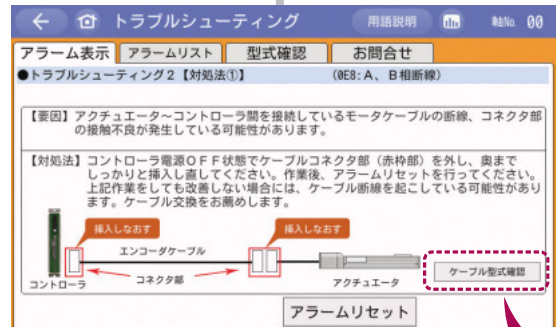 ← トラブルシューティング 用語説明 軸No. 00
アラーム表示 アラームリスト 型式確認 お問合せ
●トラブルシューティング2【対処法①】 (0E8:A、B相断線)
【要因】アクチュエータ～コントローラ間を接続しているモータケーブルの断線、コネクタ部
の接触不良が発生している可能性があります。
【対処法】コントローラ電源OFF状態でケーブルコネクタ部(赤枠部)を外し、奥まで
しっかりと挿入し直してください。作業後、アラームリセットを行ってください。
上記作業をしても改善しない場合には、ケーブル断線を起こしている可能性があり
ます。ケーブル交換をお薦めします。
挿入しなおす 挿入しなおす
エンコーダケーブル
コネクタ部
コントローラ
アクチュエータ
ケーブル型式確認
アラームリセット